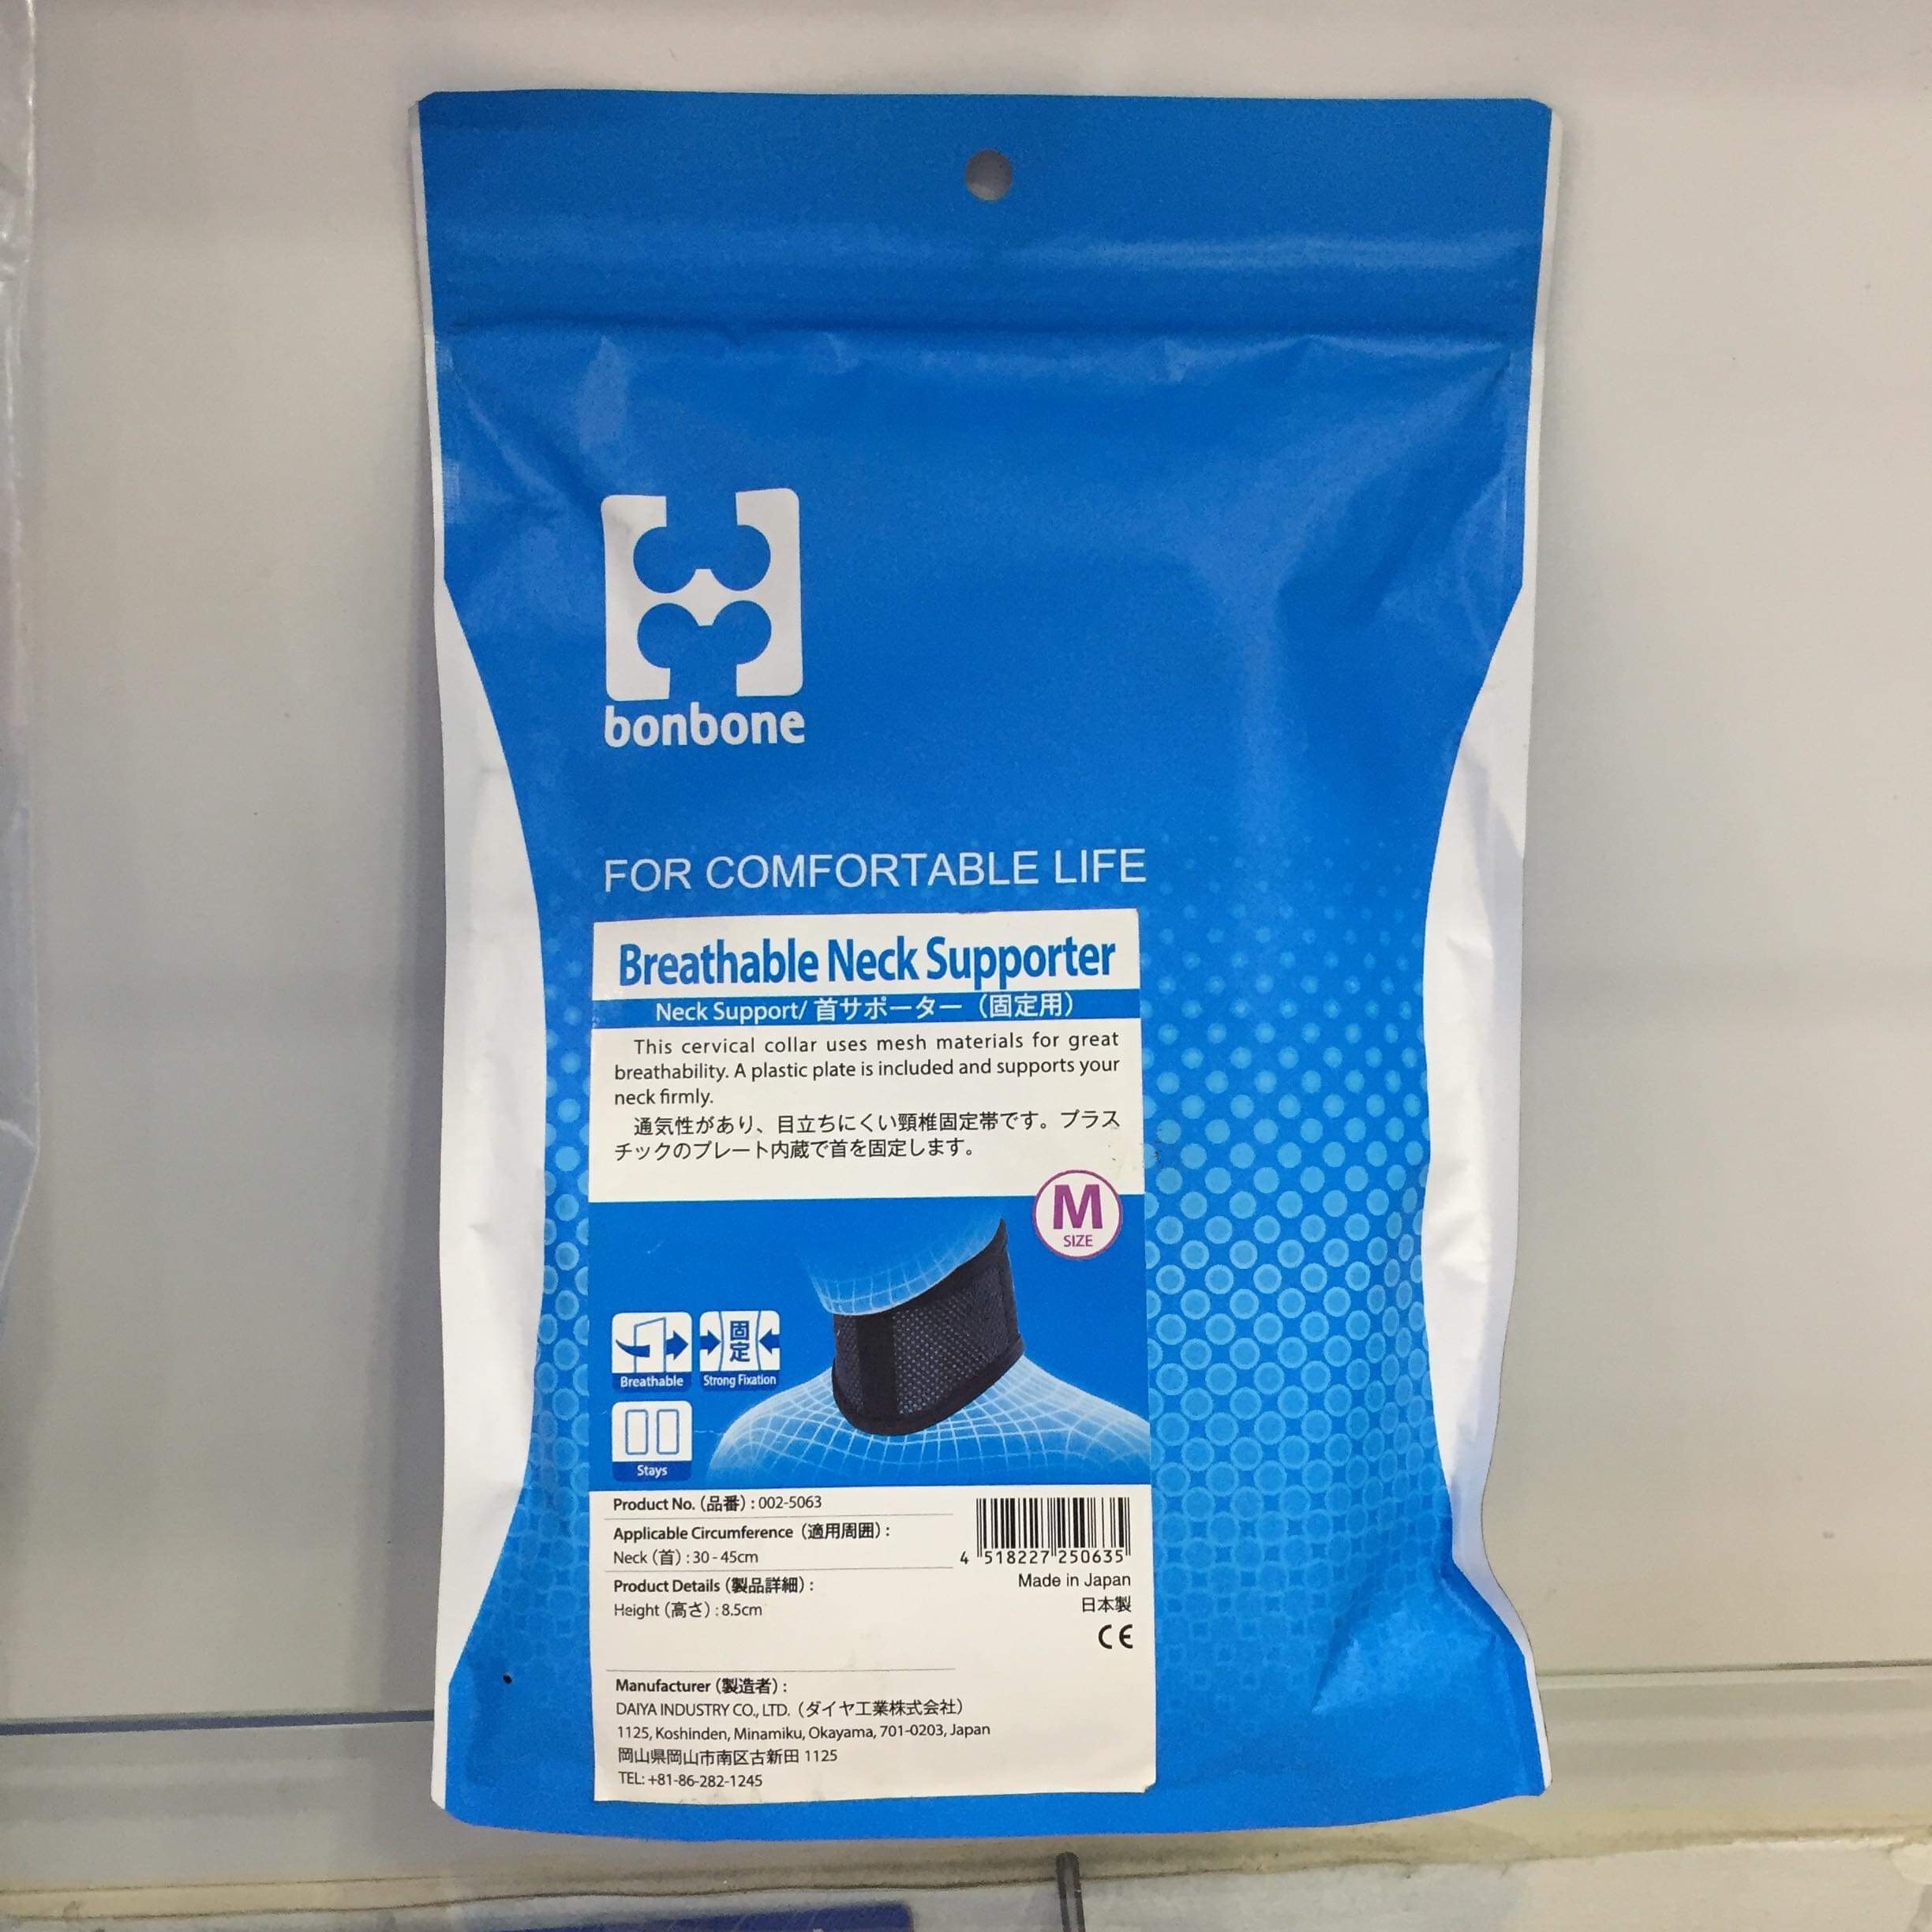 bonbone
FOR COMFORTABLE LIFE
Breathable Neck Supporter
Neck Support/ 首サポーター（固定用）
This cervical collar uses mesh materials for great
breathability. A plastic plate is included and supports your
neck firmly.
通気性があり、目立ちにくい頸椎固定帯です。プラス
チックのプレート内蔵で首を固定します。
M
SIZE
固
定
Breathable
Strong Fixation
Stays
Product No.（品番）: 002-5063
Applicable Circumference（適用周囲）:
Neck（首）: 30 - 45cm
Product Details（製品詳細）:
Height（高さ）: 8.5cm
4 518227 250635
Made in Japan
日本製
CE
Manufacturer（製造者）:
DAIYA INDUSTRY CO., LTD.（ダイヤ工業株式会社）
1125, Koshinden, Minamiku, Okayama, 701-0203, Japan
岡山県岡山市南区古新田 1125
TEL: +81-86-282-1245